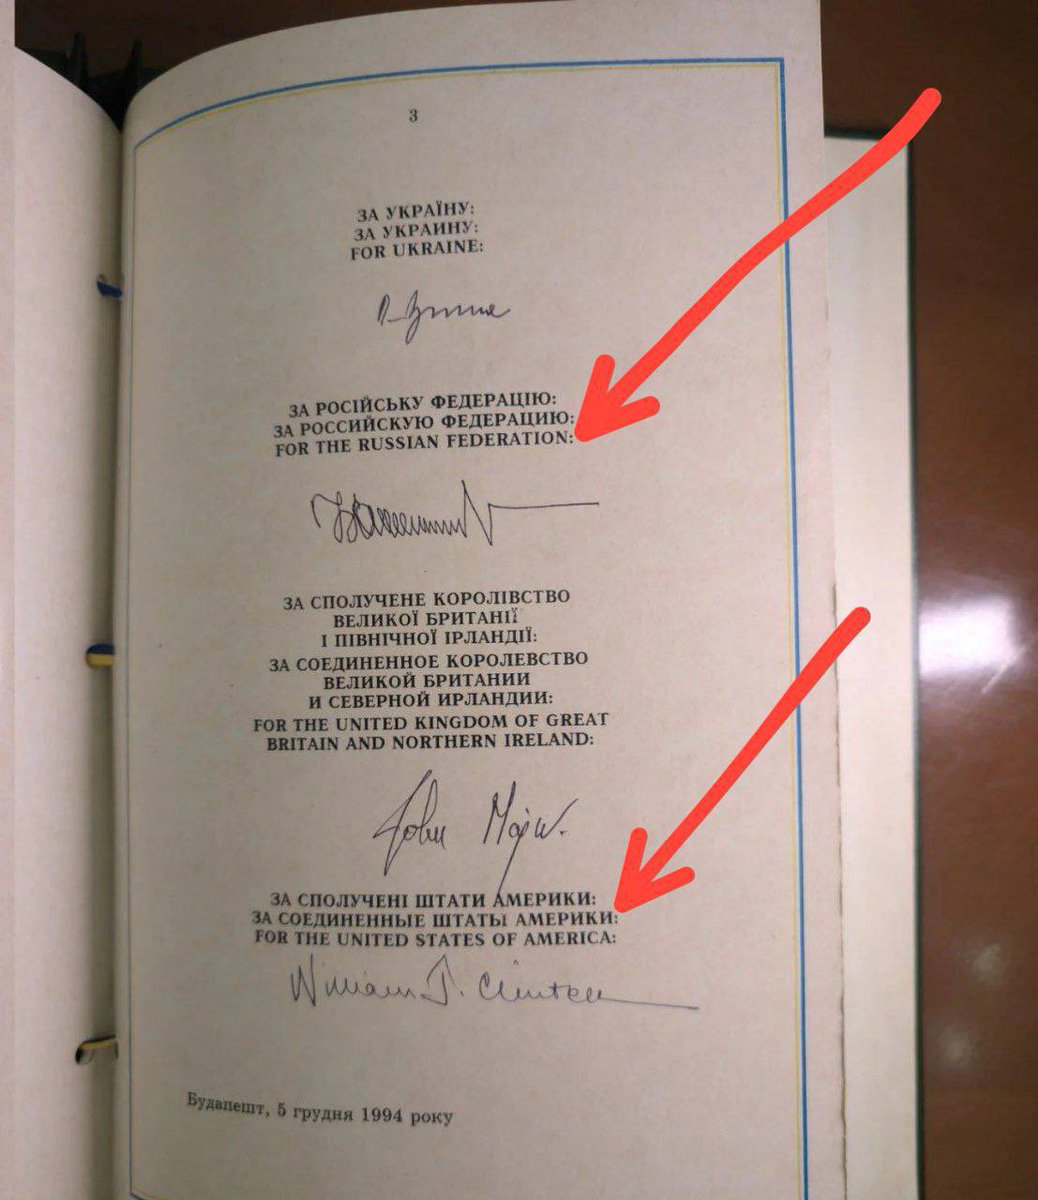 3
ЗА УКРАЇНУ:
ЗА УКРАИНУ:
FOR UKRAINE:
ЗА РОСІЙСЬКУ ФЕДЕРАЦІЮ:
ЗА РОССИЙСКУЮ ФЕДЕРАЦИЮ:
FOR THE RUSSIAN FEDERATION:
ЗА СПОЛУЧЕНЕ КОРОЛІВСТВО
ВЕЛИКОЇ БРИТАНІЇ
І ПІВНІЧНОЇ ІРЛАНДІЇ:
ЗА СОЕДИНЕННОЕ КОРОЛЕВСТВО
ВЕЛИКОЙ БРИТАНИИ
И СЕВЕРНОЙ ИРЛАНДИИ:
FOR THE UNITED KINGDOM OF GREAT
BRITAIN AND NORTHERN IRELAND:
John Major
ЗА СПОЛУЧЕНІ ШТАТИ АМЕРИКИ:
ЗА СОЕДИНЕННЫЕ ШТАТЫ АМЕРИКИ:
FOR THE UNITED STATES OF AMERICA:
William J. Clinton
Будапешт, 5 грудня 1994 року